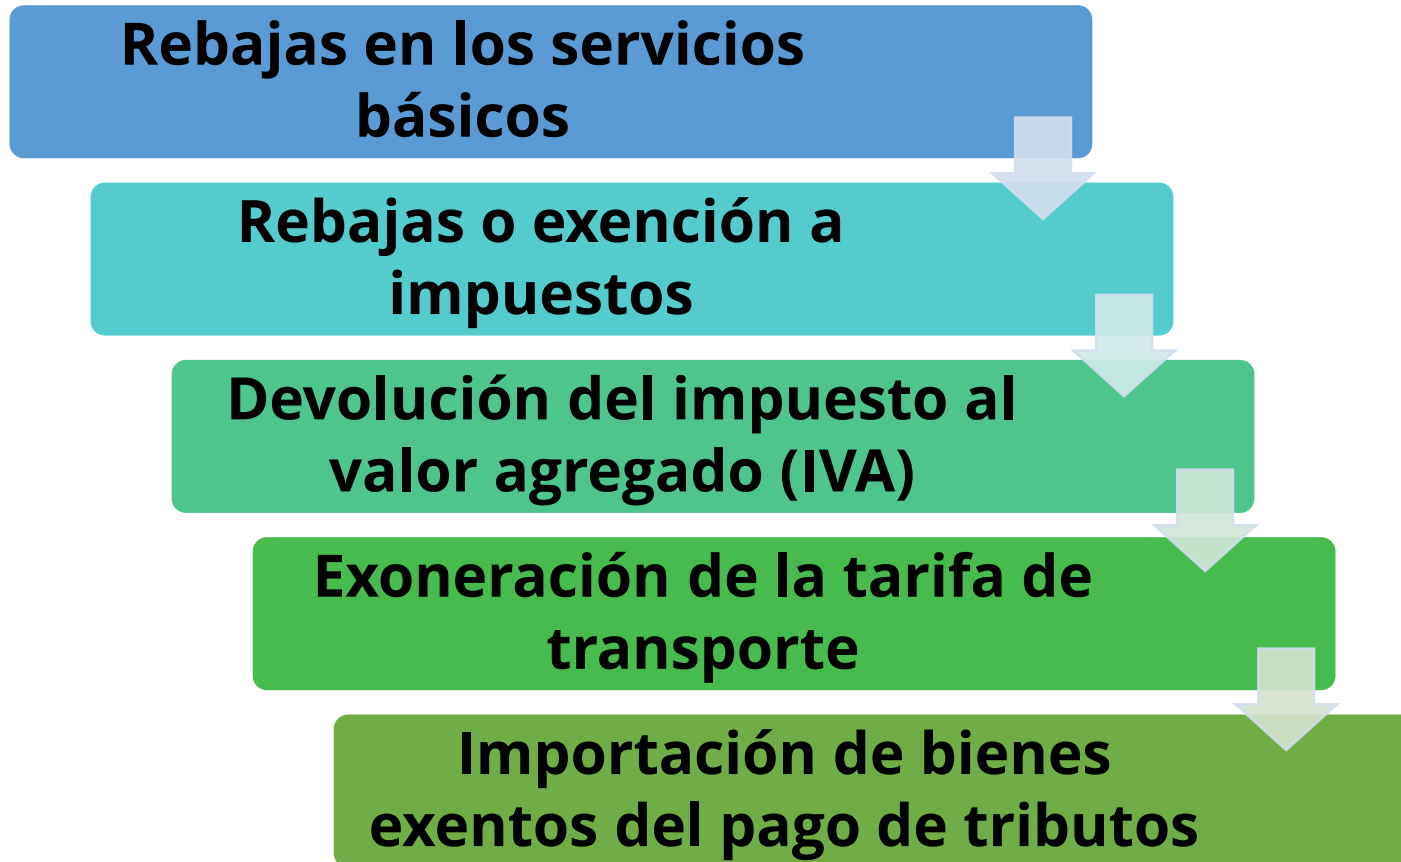 Rebajas en los servicios
básicos
Rebajas o exención a
impuestos
Devolución del impuesto al
valor agregado (IVA)
Exoneración de la tarifa de
transporte
Importación de bienes
exentos del pago de tributos